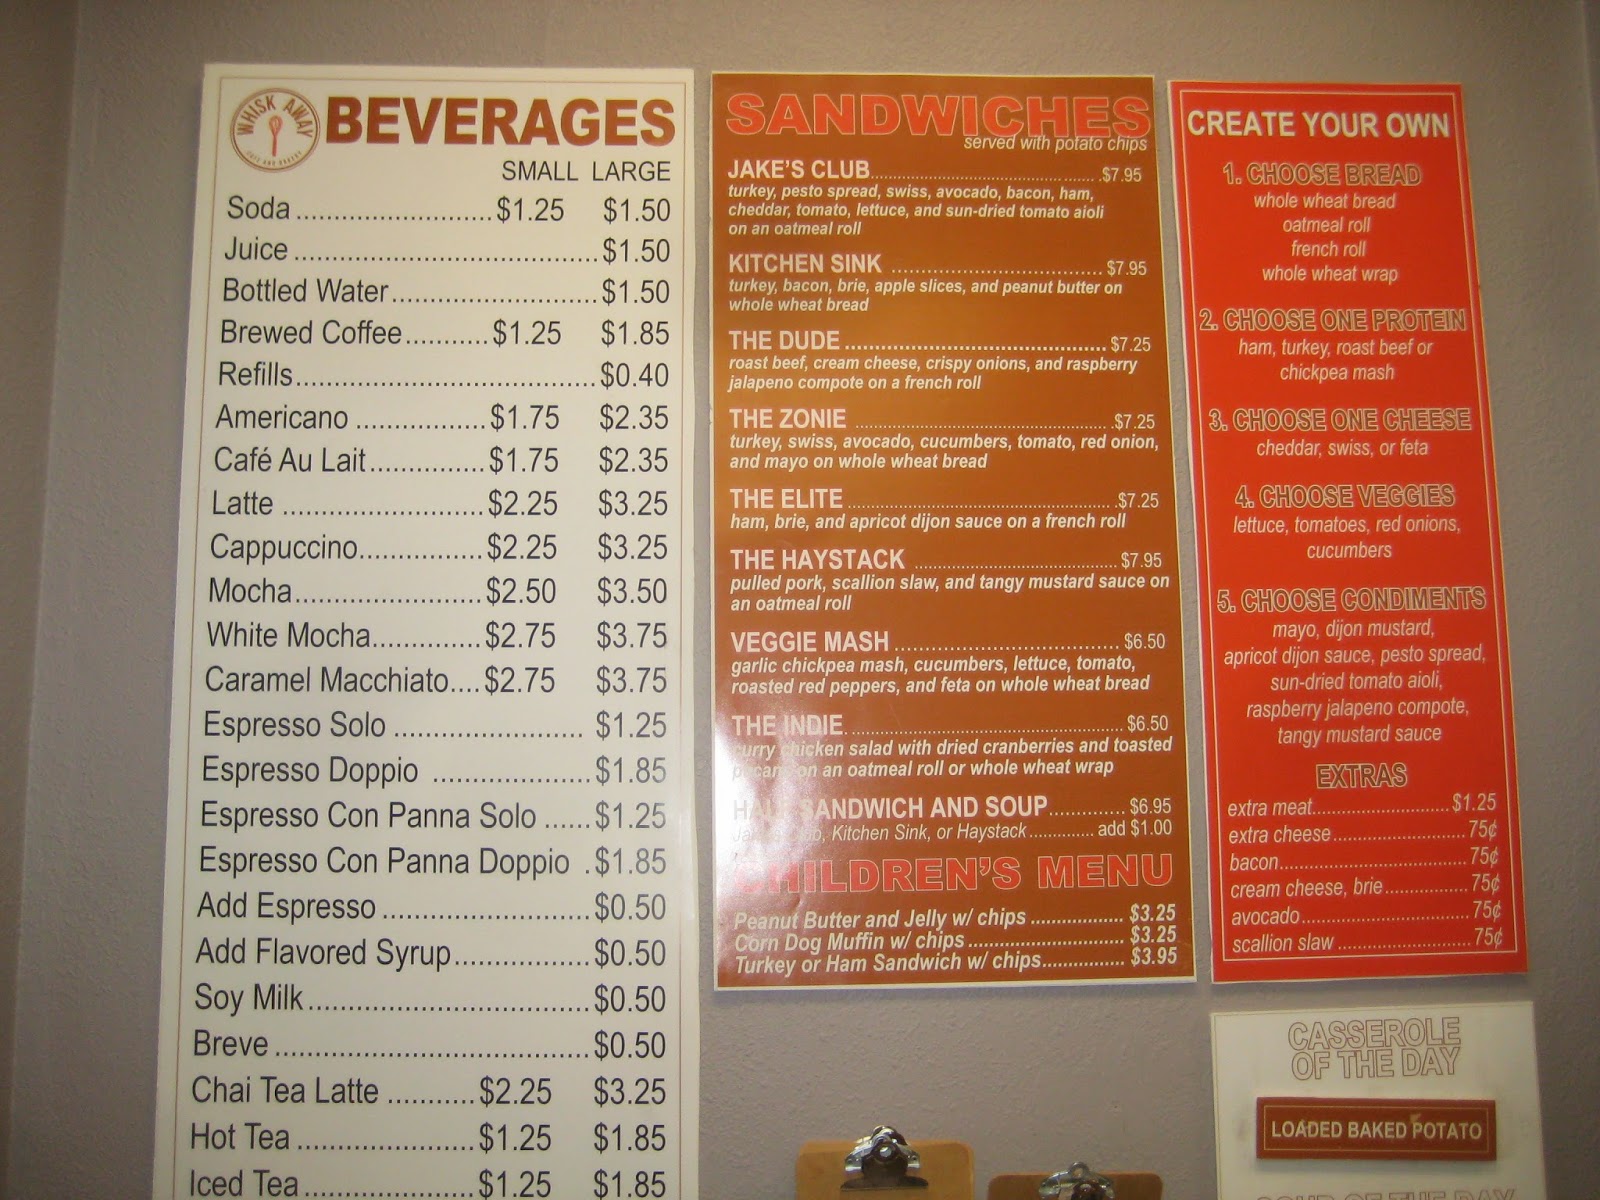 WHISK AWAY
CAFE AND BAKERY
BEVERAGES
SMALL LARGE
Soda ........................... $1.25 $1.50
Juice .......................................... $1.50
Bottled Water ............................ $1.50
Brewed Coffee ........... $1.25 $1.85
Refills ......................................... $0.40
Americano .................. $1.75 $2.35
Café Au Lait ................ $1.75 $2.35
Latte ............................ $2.25 $3.25
Cappuccino ................. $2.25 $3.25
Mocha .......................... $2.50 $3.50
White Mocha ............... $2.75 $3.75
Caramel Macchiato .... $2.75 $3.75
Espresso Solo .......................... $1.25
Espresso Doppio ...................... $1.85
Espresso Con Panna Solo ...... $1.25
Espresso Con Panna Doppio . $1.85
Add Espresso ............................ $0.50
Add Flavored Syrup .................. $0.50
Soy Milk ...................................... $0.50
Breve ........................................... $0.50
Chai Tea Latte ........... $2.25 $3.25
Hot Tea ........................ $1.25 $1.85
Iced Tea ....................... $1.25 $1.85
SANDWICHES
served with potato chips
JAKE'S CLUB .................................................. $7.95
turkey, pesto spread, swiss, avocado, bacon, ham,
cheddar, tomato, lettuce, and sun-dried tomato aioli
on an oatmeal roll
KITCHEN SINK ................................... $7.95
turkey, bacon, brie, apple slices, and peanut butter on
whole wheat bread
THE DUDE ............................................ $7.25
roast beef, cream cheese, crispy onions, and raspberry
jalapeno compote on a french roll
THE ZONIE .................................................. $7.25
turkey, swiss, avocado, cucumbers, tomato, red onion,
and mayo on whole wheat bread
THE ELITE .................................................. $7.25
ham, brie, and apricot dijon sauce on a french roll
THE HAYSTACK ...................................... $7.95
pulled pork, scallion slaw, and tangy mustard sauce on
an oatmeal roll
VEGGIE MASH ...................................... $6.50
garlic chickpea mash, cucumbers, lettuce, tomato,
roasted red peppers, and feta on whole wheat bread
THE INDIE .................................................. $6.50
curry chicken salad with dried cranberries and toasted
pecans on an oatmeal roll or whole wheat wrap
HALF SANDWICH AND SOUP ............. $6.95
Jake's Club, Kitchen Sink, or Haystack ............... add $1.00
CHILDREN'S MENU
Peanut Butter and Jelly w/ chips ................. $3.25
Corn Dog Muffin w/ chips ............................ $3.25
Turkey or Ham Sandwich w/ chips ............... $3.95
CREATE YOUR OWN
1. CHOOSE BREAD
whole wheat bread
oatmeal roll
french roll
whole wheat wrap
2. CHOOSE ONE PROTEIN
ham, turkey, roast beef or
chickpea mash
3. CHOOSE ONE CHEESE
cheddar, swiss, or feta
4. CHOOSE VEGGIES
lettuce, tomatoes, red onions,
cucumbers
5. CHOOSE CONDIMENTS
mayo, dijon mustard,
apricot dijon sauce, pesto spread,
sun-dried tomato aioli,
raspberry jalapeno compote,
tangy mustard sauce
EXTRAS
extra meat ........................... $1.25
extra cheese ........................... 75¢
bacon ...................................... 75¢
cream cheese, brie ................ 75¢
avocado .................................. 75¢
scallion slaw ........................... 75¢
CASSEROLE
OF THE DAY
LOADED BAKED POTATO
SOUP OF THE DAY